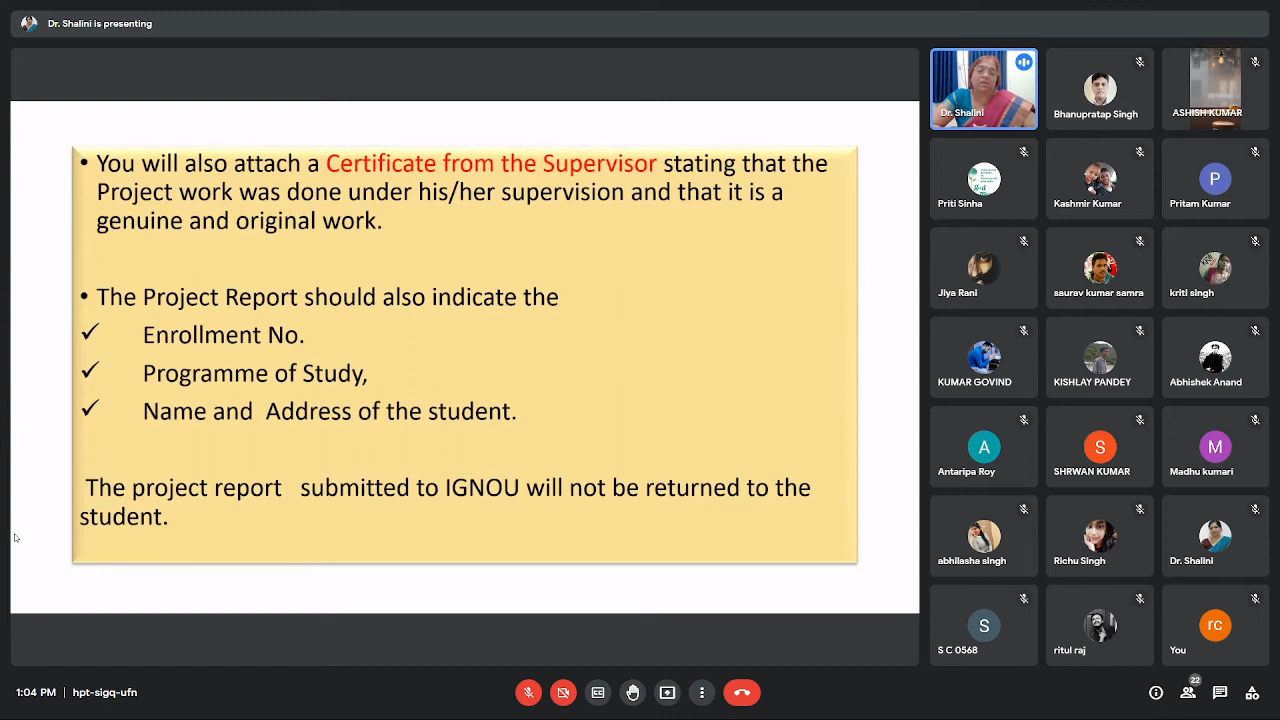 Dr. Shalini is presenting
• You will also attach a Certificate from the Supervisor stating that the
Project work was done under his/her supervision and that it is a
genuine and original work.
• The Project Report should also indicate the
✓ Enrollment No.
✓ Programme of Study,
✓ Name and Address of the student.
The project report submitted to IGNOU will not be returned to the
student.
Dr. Shalini
Bhanupratap Singh
ASHISH KUMAR
Priti Sinha
Kashmir Kumar
P
Pritam Kumar
Jiya Rani
saurav kumar samra
kriti singh
KUMAR GOVIND
KISHLAY PANDEY
Abhishek Anand
A
Antaripa Roy
S
SHRWAN KUMAR
M
Madhu kumari
abhilasha singh
Richu Singh
Dr. Shalini
S
S C 0568
ritul raj
rc
You
1:04 PM | hpt-sigq-ufn
22